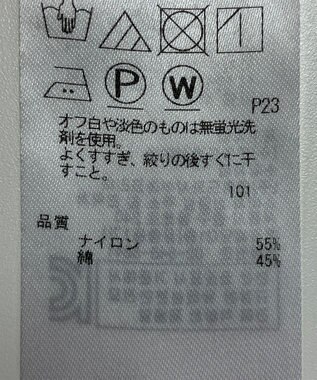 P
W
P23
オフ白や淡色のものは無蛍光洗
剤を使用。
よくすすぎ、絞りの後すぐに干
すこと。
101
品質
ナイロン 55%
綿 45%